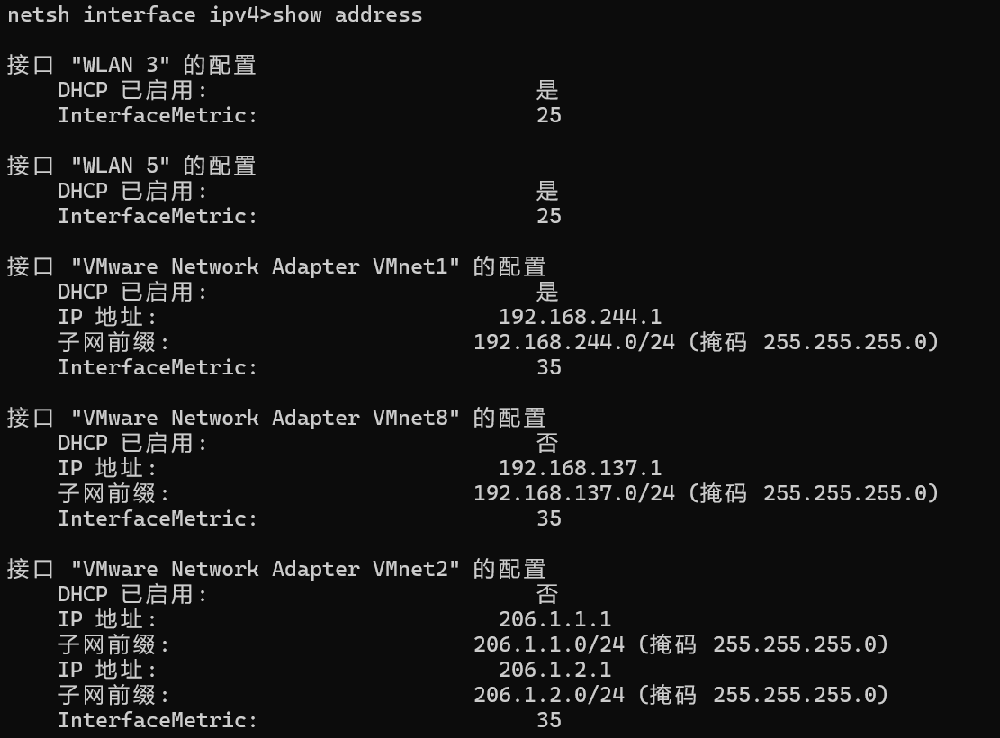 netsh interface ipv4>show address
接口 "WLAN 3" 的配置
DHCP 已启用: 是
InterfaceMetric: 25
接口 "WLAN 5" 的配置
DHCP 已启用: 是
InterfaceMetric: 25
接口 "VMware Network Adapter VMnet1" 的配置
DHCP 已启用: 是
IP 地址: 192.168.244.1
子网前缀: 192.168.244.0/24 (掩码 255.255.255.0)
InterfaceMetric: 35
接口 "VMware Network Adapter VMnet8" 的配置
DHCP 已启用: 否
IP 地址: 192.168.137.1
子网前缀: 192.168.137.0/24 (掩码 255.255.255.0)
InterfaceMetric: 35
接口 "VMware Network Adapter VMnet2" 的配置
DHCP 已启用: 否
IP 地址: 206.1.1.1
子网前缀: 206.1.1.0/24 (掩码 255.255.255.0)
IP 地址: 206.1.2.1
子网前缀: 206.1.2.0/24 (掩码 255.255.255.0)
InterfaceMetric: 35